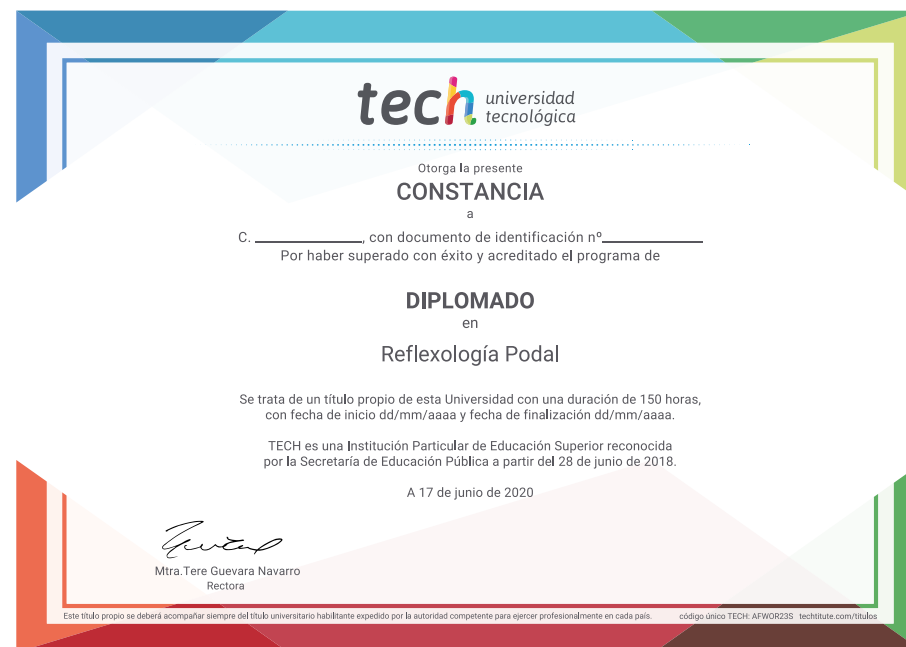 tech universidad
tecnológica
Otorga la presente
CONSTANCIA
a
C. ____________, con documento de identificación nº____________
Por haber superado con éxito y acreditado el programa de
DIPLOMADO
en
Reflexología Podal
Se trata de un título propio de esta Universidad con una duración de 150 horas,
con fecha de inicio dd/mm/aaaa y fecha de finalización dd/mm/aaaa.
TECH es una Institución Particular de Educación Superior reconocida
por la Secretaría de Educación Pública a partir del 28 de junio de 2018.
A 17 de junio de 2020
Mtra.Tere Guevara Navarro
Rectora
Este título propio se deberá acompañar siempre del título universitario habilitante expedido por la autoridad competente para ejercer profesionalmente en cada país. código único TECH: AFWOR23S techtitute.com/titulos